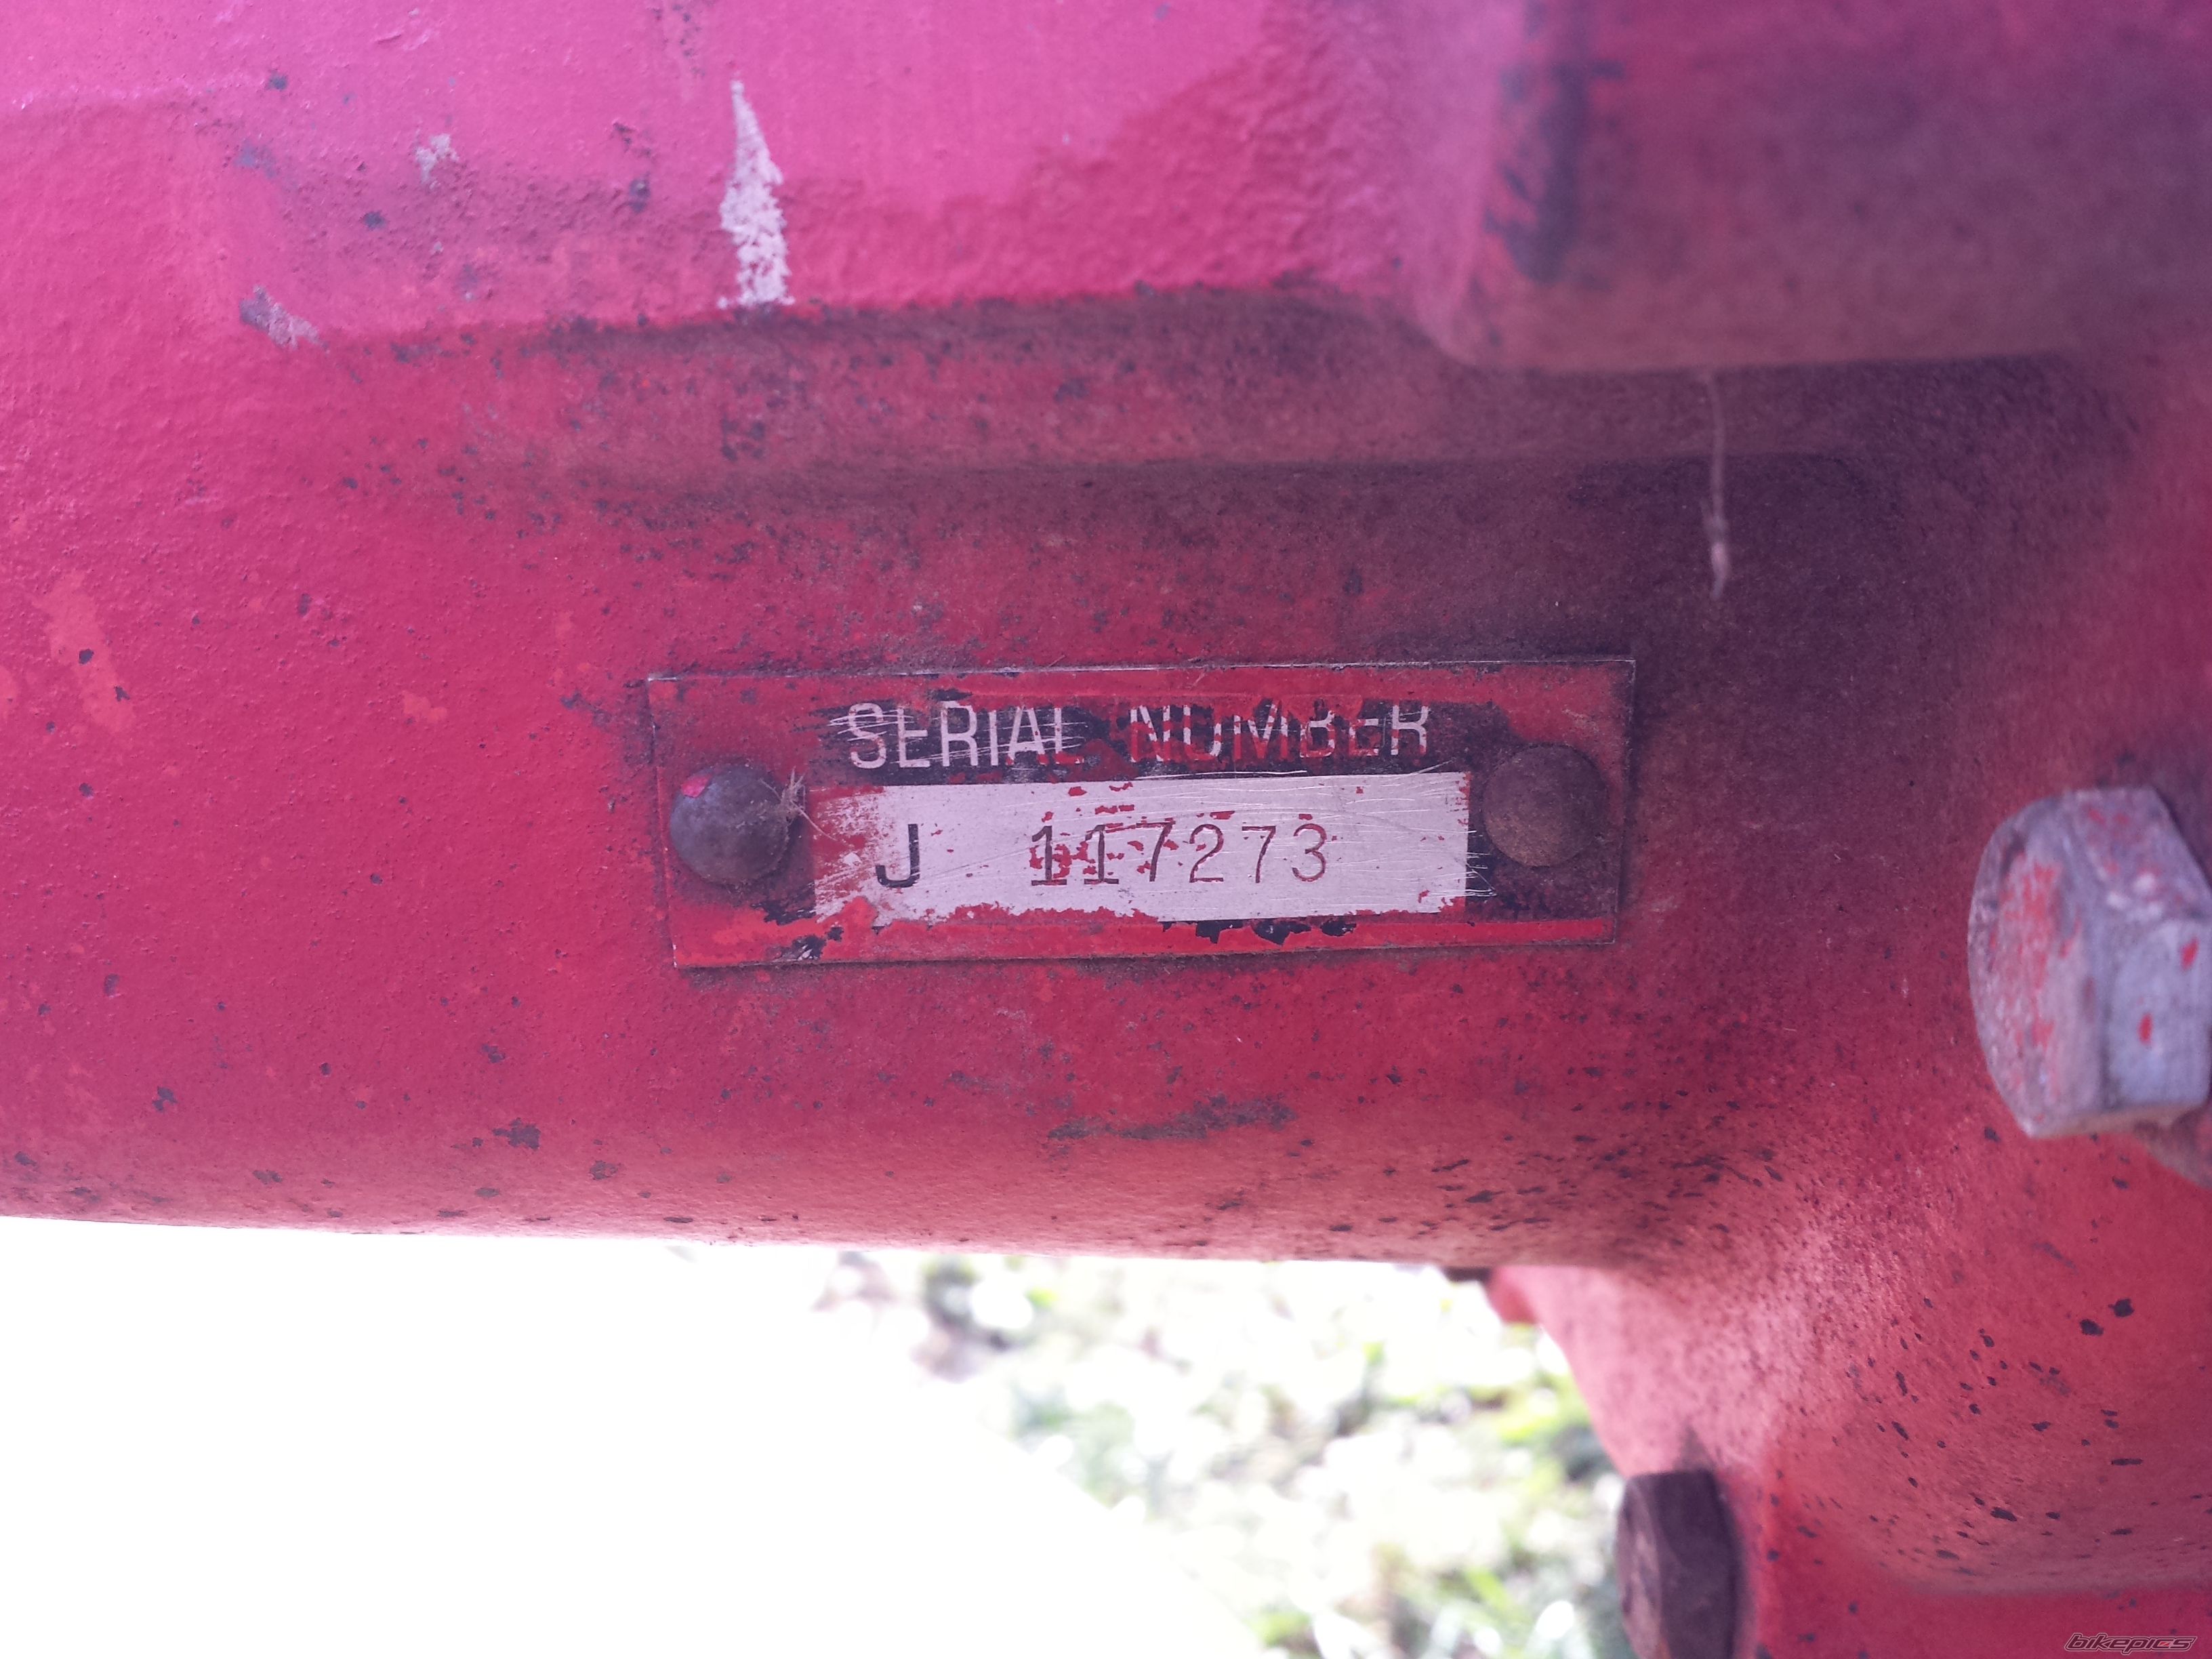 SERIAL NUMBER
J 117273
bikepics